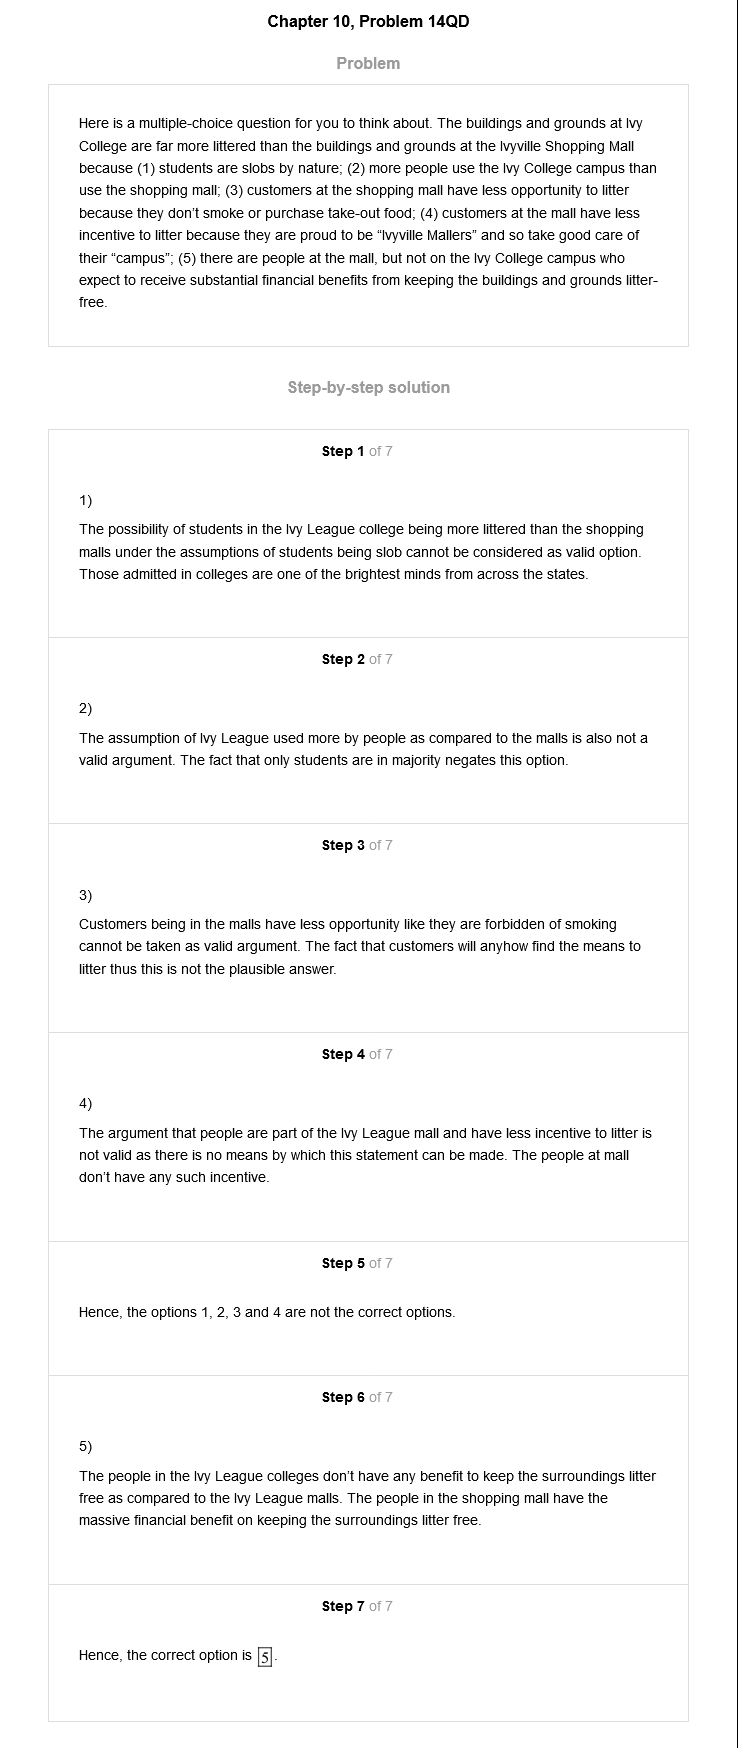 Chapter 10, Problem 14QD
Problem
Here is a multiple-choice question for you to think about. The buildings and grounds at Ivy
College are far more littered than the buildings and grounds at the Ivyville Shopping Mall
because (1) students are slobs by nature; (2) more people use the Ivy College campus than
use the shopping mall; (3) customers at the shopping mall have less opportunity to litter
because they don't smoke or purchase take-out food; (4) customers at the mall have less
incentive to litter because they are proud to be “Ivyville Mallers” and so take good care of
their “campus”; (5) there are people at the mall, but not on the Ivy College campus who
expect to receive substantial financial benefits from keeping the buildings and grounds litter-
free.
Step-by-step solution
Step 1 of 7
1)
The possibility of students in the Ivy League college being more littered than the shopping
malls under the assumptions of students being slob cannot be considered as valid option.
Those admitted in colleges are one of the brightest minds from across the states.
Step 2 of 7
2)
The assumption of Ivy League used more by people as compared to the malls is also not a
valid argument. The fact that only students are in majority negates this option.
Step 3 of 7
3)
Customers being in the malls have less opportunity like they are forbidden of smoking
cannot be taken as valid argument. The fact that customers will anyhow find the means to
litter thus this is not the plausible answer.
Step 4 of 7
4)
The argument that people are part of the Ivy League mall and have less incentive to litter is
not valid as there is no means by which this statement can be made. The people at mall
don't have any such incentive.
Step 5 of 7
Hence, the options 1, 2, 3 and 4 are not the correct options.
Step 6 of 7
5)
The people in the Ivy League colleges don't have any benefit to keep the surroundings litter
free as compared to the Ivy League malls. The people in the shopping mall have the
massive financial benefit on keeping the surroundings litter free.
Step 7 of 7
Hence, the correct option is 5.